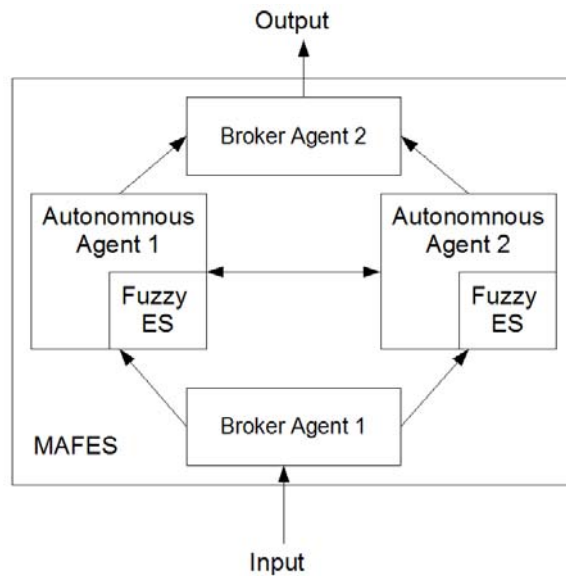 Output
Broker Agent 2
Autonomnous
Agent 1
Fuzzy
ES
Autonomnous
Agent 2
Fuzzy
ES
Broker Agent 1
MAFES
Input